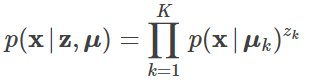 p(x | z, μ) = ∏_{k=1}^{K} p(x | μ_k)^{z_k}